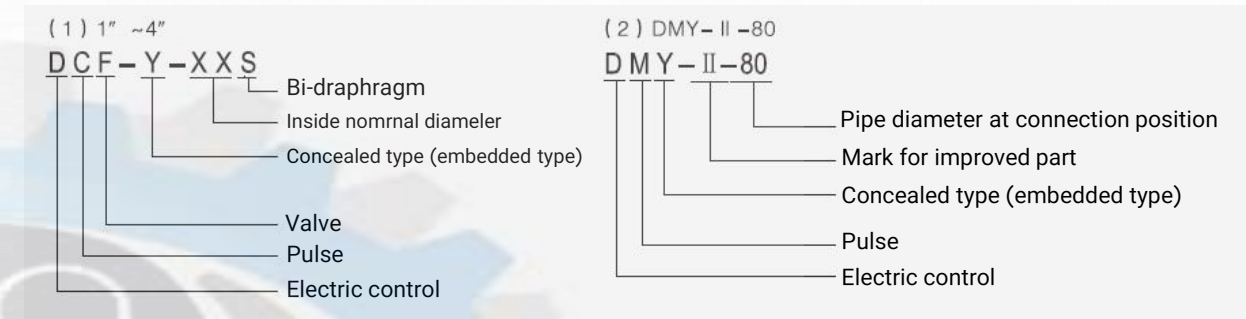 (1) 1″ ~4″
DCF-Y-XXS
Bi-draphragm
Inside nomrnal diameler
Concealed type (embedded type)
Valve
Pulse
Electric control
(2) DMY-II-80
DMY-II-80
Pipe diameter at connection position
Mark for improved part
Concealed type (embedded type)
Pulse
Electric control